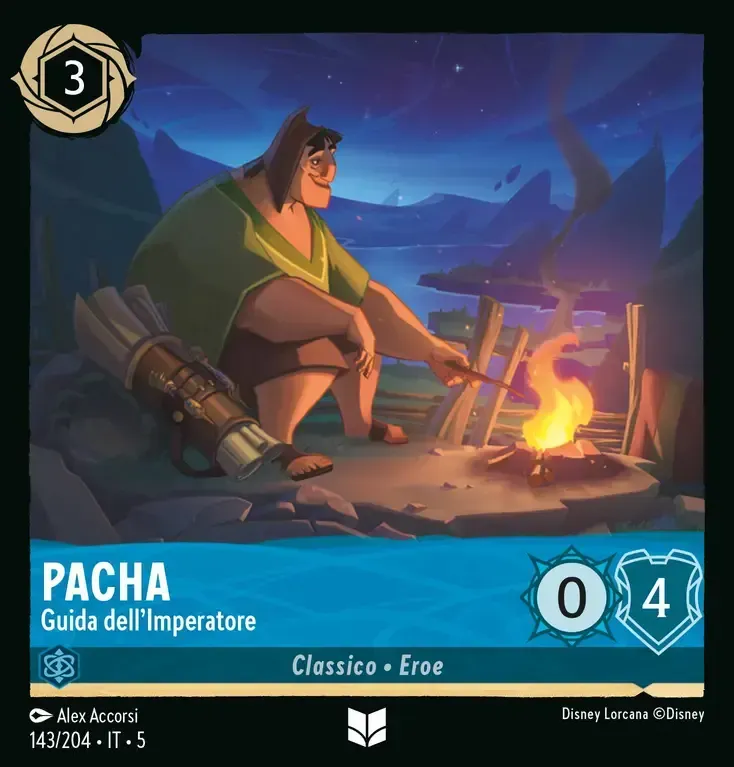 3
PACHA
Guida dell'Imperatore
0
4
Classico • Eroe
Alex Accorsi
Disney Lorcana ©Disney
143/204 • IT • 5